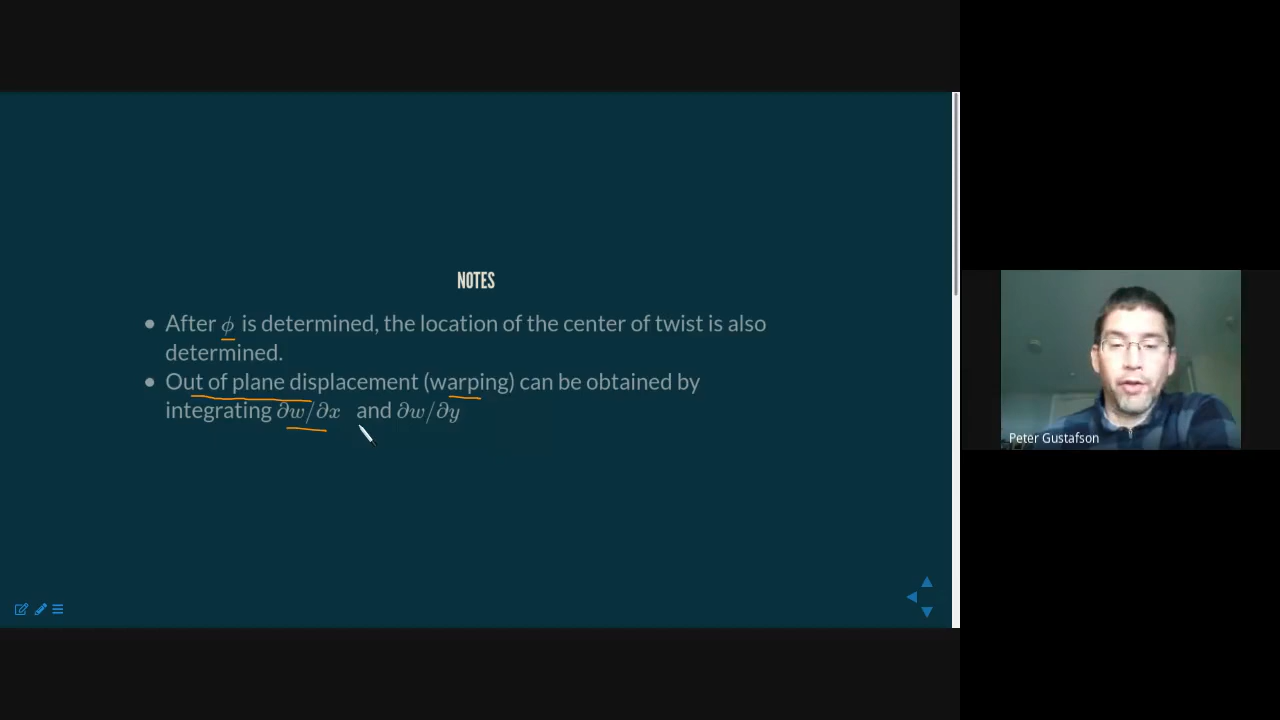 NOTES
• After ϕ is determined, the location of the center of twist is also
determined.
• Out of plane displacement (warping) can be obtained by
integrating ∂w/∂x and ∂w/∂y
Peter Gustafson